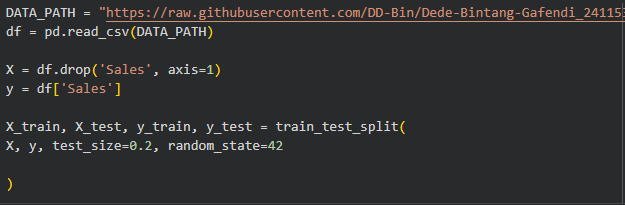 DATA_PATH = "https://raw.githubusercontent.com/DD-Bin/Dede-Bintang-Gafendi_24115
df = pd.read_csv(DATA_PATH)
X = df.drop('Sales', axis=1)
y = df['Sales']
X_train, X_test, y_train, y_test = train_test_split(
X, y, test_size=0.2, random_state=42
)